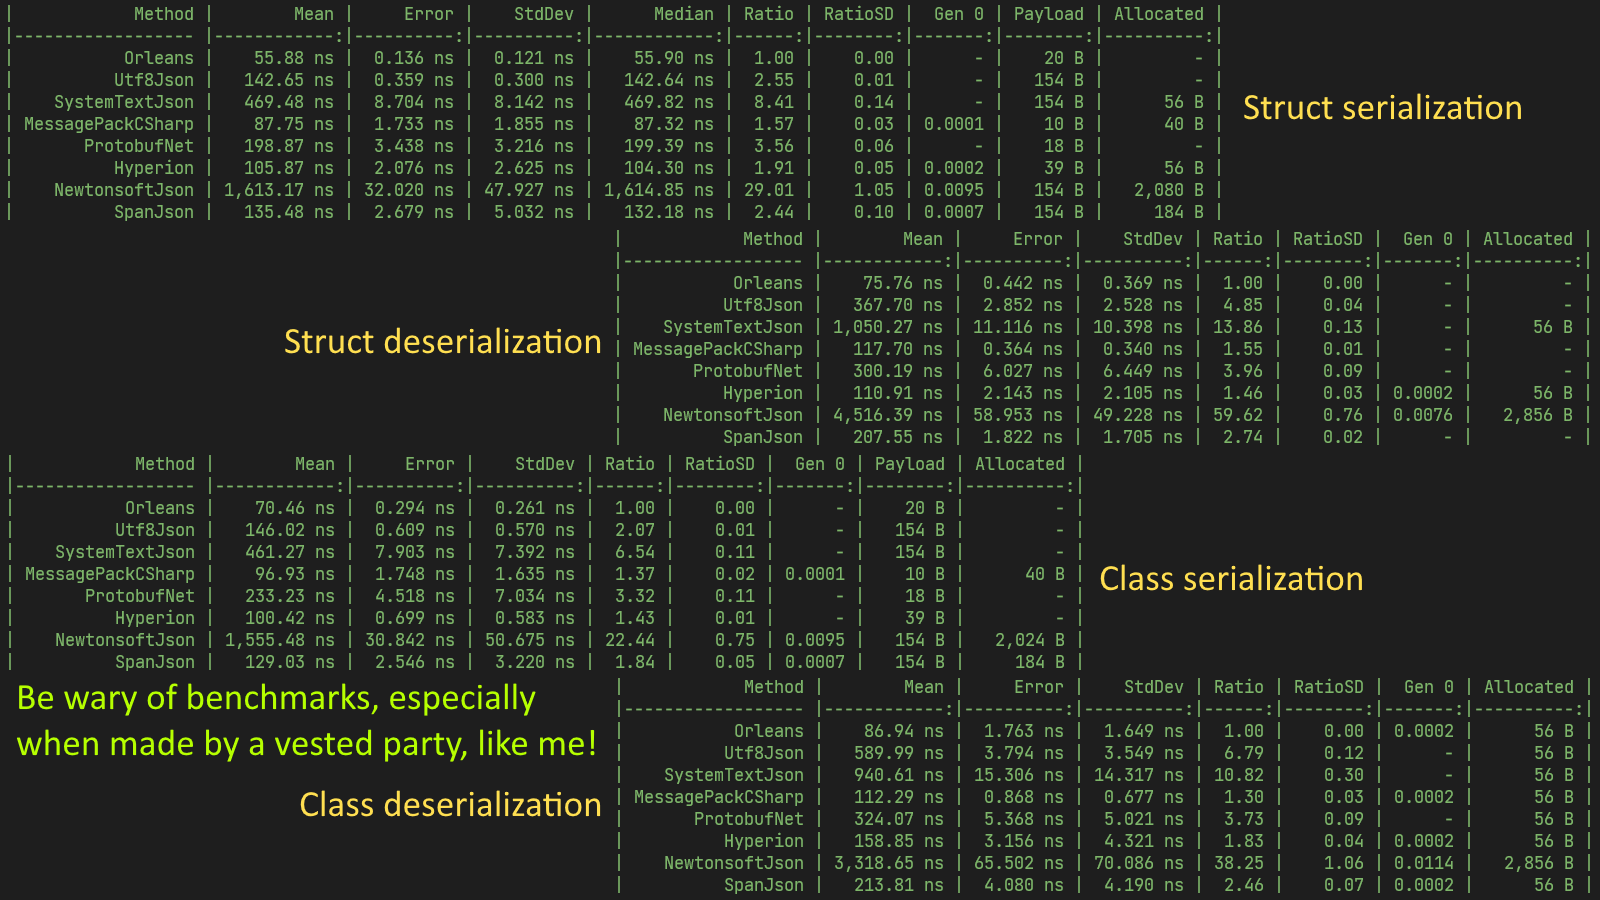 | Method | Mean | Error | StdDev | Median | Ratio | RatioSD | Gen 0 | Payload | Allocated |
|------------------ |------------:|----------:|----------:|------------:|------:|--------:|-------:|--------:|----------:|
| Orleans | 55.88 ns | 0.136 ns | 0.121 ns | 55.90 ns | 1.00 | 0.00 | - | 20 B | - |
| Utf8Json | 142.65 ns | 0.359 ns | 0.300 ns | 142.64 ns | 2.55 | 0.01 | - | 154 B | - |
| SystemTextJson | 469.48 ns | 8.704 ns | 8.142 ns | 469.82 ns | 8.41 | 0.14 | - | 154 B | 56 B |
| MessagePackCSharp | 87.75 ns | 1.733 ns | 1.855 ns | 87.32 ns | 1.57 | 0.03 | 0.0001 | 10 B | 40 B |
| ProtobufNet | 198.87 ns | 3.438 ns | 3.216 ns | 199.39 ns | 3.56 | 0.06 | - | 18 B | - |
| Hyperion | 105.87 ns | 2.076 ns | 2.625 ns | 104.30 ns | 1.91 | 0.05 | 0.0002 | 39 B | 56 B |
| NewtonsoftJson | 1,613.17 ns | 32.020 ns | 47.927 ns | 1,614.85 ns | 29.01 | 1.05 | 0.0095 | 154 B | 2,080 B |
| SpanJson | 135.48 ns | 2.679 ns | 5.032 ns | 132.18 ns | 2.44 | 0.10 | 0.0007 | 154 B | 184 B |
Struct serialization
| Method | Mean | Error | StdDev | Ratio | RatioSD | Gen 0 | Allocated |
|------------------ |------------:|----------:|----------:|------:|--------:|-------:|----------:|
| Orleans | 75.76 ns | 0.442 ns | 0.369 ns | 1.00 | 0.00 | - | - |
| Utf8Json | 367.70 ns | 2.852 ns | 2.528 ns | 4.85 | 0.04 | - | - |
| SystemTextJson | 1,050.27 ns | 11.116 ns | 10.398 ns | 13.86 | 0.13 | - | 56 B |
| MessagePackCSharp | 117.70 ns | 0.364 ns | 0.340 ns | 1.55 | 0.01 | - | - |
| ProtobufNet | 300.19 ns | 6.027 ns | 6.449 ns | 3.96 | 0.09 | - | - |
| Hyperion | 110.91 ns | 2.143 ns | 2.105 ns | 1.46 | 0.03 | 0.0002 | 56 B |
| NewtonsoftJson | 4,516.39 ns | 58.953 ns | 49.228 ns | 59.62 | 0.76 | 0.0076 | 2,856 B |
| SpanJson | 207.55 ns | 1.822 ns | 1.705 ns | 2.74 | 0.02 | - | - |
Struct deserialization
| Method | Mean | Error | StdDev | Ratio | RatioSD | Gen 0 | Payload | Allocated |
|------------------ |------------:|----------:|----------:|------:|--------:|-------:|--------:|----------:|
| Orleans | 70.46 ns | 0.294 ns | 0.261 ns | 1.00 | 0.00 | - | 20 B | - |
| Utf8Json | 146.02 ns | 0.609 ns | 0.570 ns | 2.07 | 0.01 | - | 154 B | - |
| SystemTextJson | 461.27 ns | 7.903 ns | 7.392 ns | 6.54 | 0.11 | - | 154 B | - |
| MessagePackCSharp | 96.93 ns | 1.748 ns | 1.635 ns | 1.37 | 0.02 | 0.0001 | 10 B | 40 B |
| ProtobufNet | 233.23 ns | 4.518 ns | 7.034 ns | 3.32 | 0.11 | - | 18 B | - |
| Hyperion | 100.42 ns | 0.699 ns | 0.583 ns | 1.43 | 0.01 | - | 39 B | - |
| NewtonsoftJson | 1,555.48 ns | 30.842 ns | 50.675 ns | 22.44 | 0.75 | 0.0095 | 154 B | 2,024 B |
| SpanJson | 129.03 ns | 2.546 ns | 3.220 ns | 1.84 | 0.05 | 0.0007 | 154 B | 184 B |
Class serialization
Be wary of benchmarks, especially
when made by a vested party, like me!
| Method | Mean | Error | StdDev | Ratio | RatioSD | Gen 0 | Allocated |
|------------------ |------------:|----------:|----------:|------:|--------:|-------:|----------:|
| Orleans | 86.94 ns | 1.763 ns | 1.649 ns | 1.00 | 0.00 | 0.0002 | 56 B |
| Utf8Json | 589.99 ns | 3.794 ns | 3.549 ns | 6.79 | 0.12 | - | 56 B |
| SystemTextJson | 940.61 ns | 15.306 ns | 14.317 ns | 10.82 | 0.30 | - | 56 B |
| MessagePackCSharp | 112.29 ns | 0.868 ns | 0.677 ns | 1.30 | 0.03 | 0.0002 | 56 B |
| ProtobufNet | 324.07 ns | 5.368 ns | 5.021 ns | 3.73 | 0.09 | - | 56 B |
| Hyperion | 158.85 ns | 3.156 ns | 4.321 ns | 1.83 | 0.04 | 0.0002 | 56 B |
| NewtonsoftJson | 3,318.65 ns | 65.502 ns | 70.086 ns | 38.25 | 1.06 | 0.0114 | 2,856 B |
| SpanJson | 213.81 ns | 4.080 ns | 4.190 ns | 2.46 | 0.07 | 0.0002 | 56 B |
Class deserialization